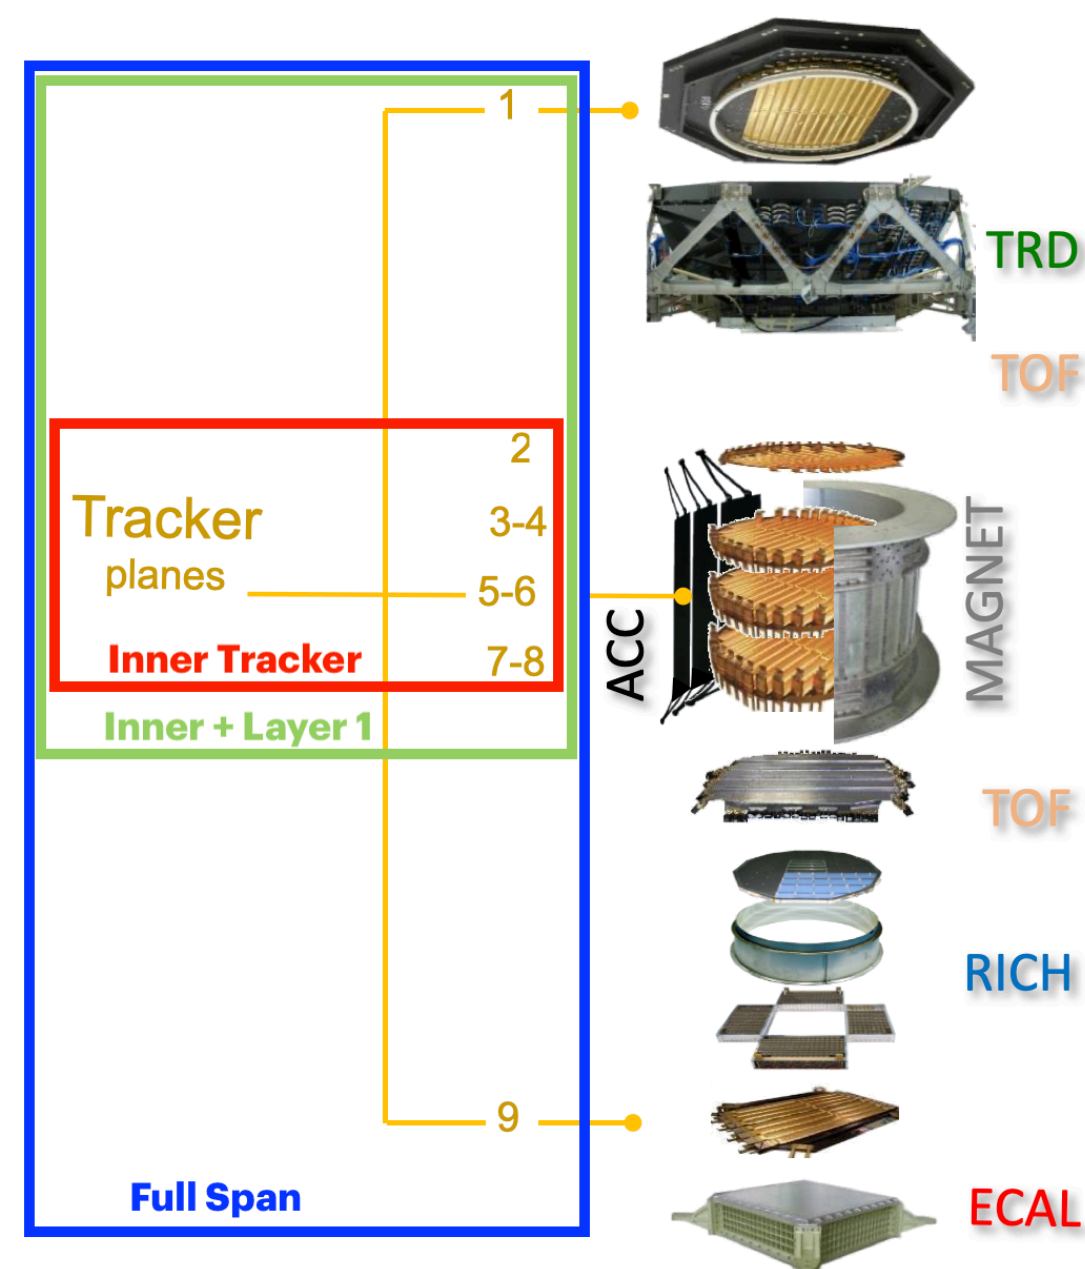 1
TRD
TOF
2
Tracker
3-4
planes
5-6
Inner Tracker
7-8
ACC
MAGNET
Inner + Layer 1
TOF
RICH
9
Full Span
ECAL